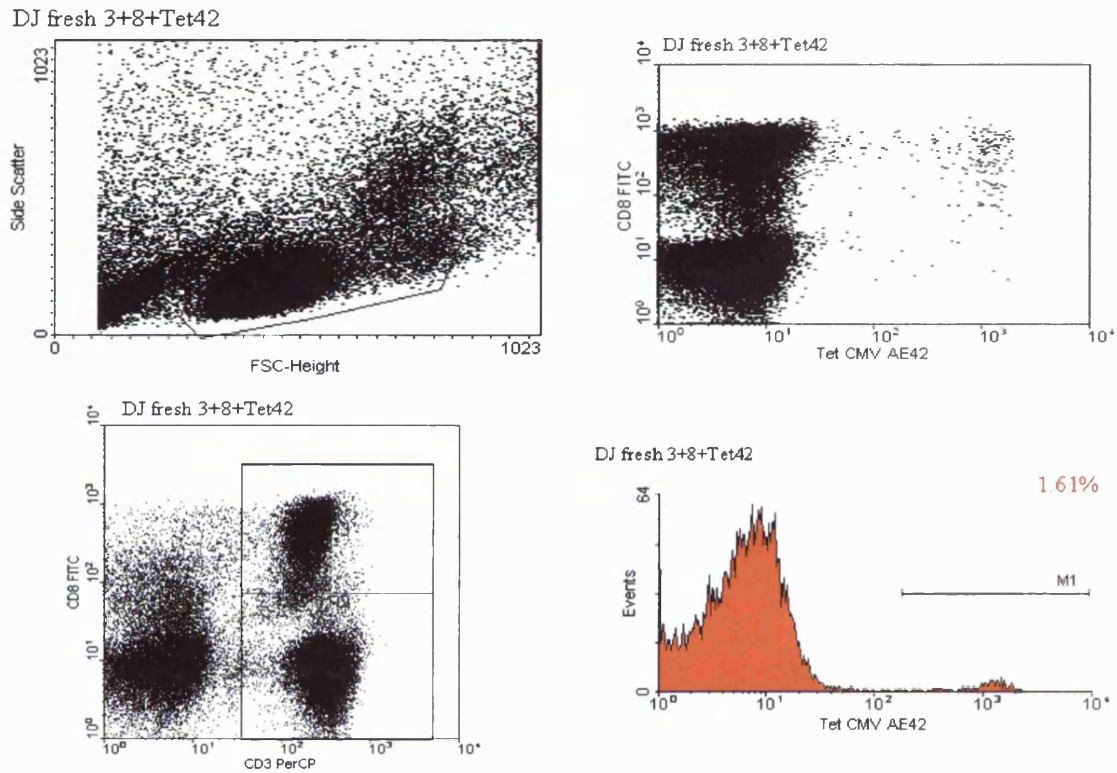 DJ fresh 3+8+Tet42
1023
Side Scatter
0
0
1023
FSC-Height
DJ fresh 3+8+Tet42
10⁴
10³
10²
10¹
10⁰
CD8 FITC
10⁰ 10¹ 10² 10³ 10⁴
Tet CMV AE42
DJ fresh 3+8+Tet42
10⁴
10³
10²
10¹
10⁰
CD8 FITC
10⁰ 10¹ 10² 10³ 10⁴
CD3 PerCP
DJ fresh 3+8+Tet42
1.61%
64
Events
0
M1
10⁰ 10¹ 10² 10³ 10⁴
Tet CMV AE42